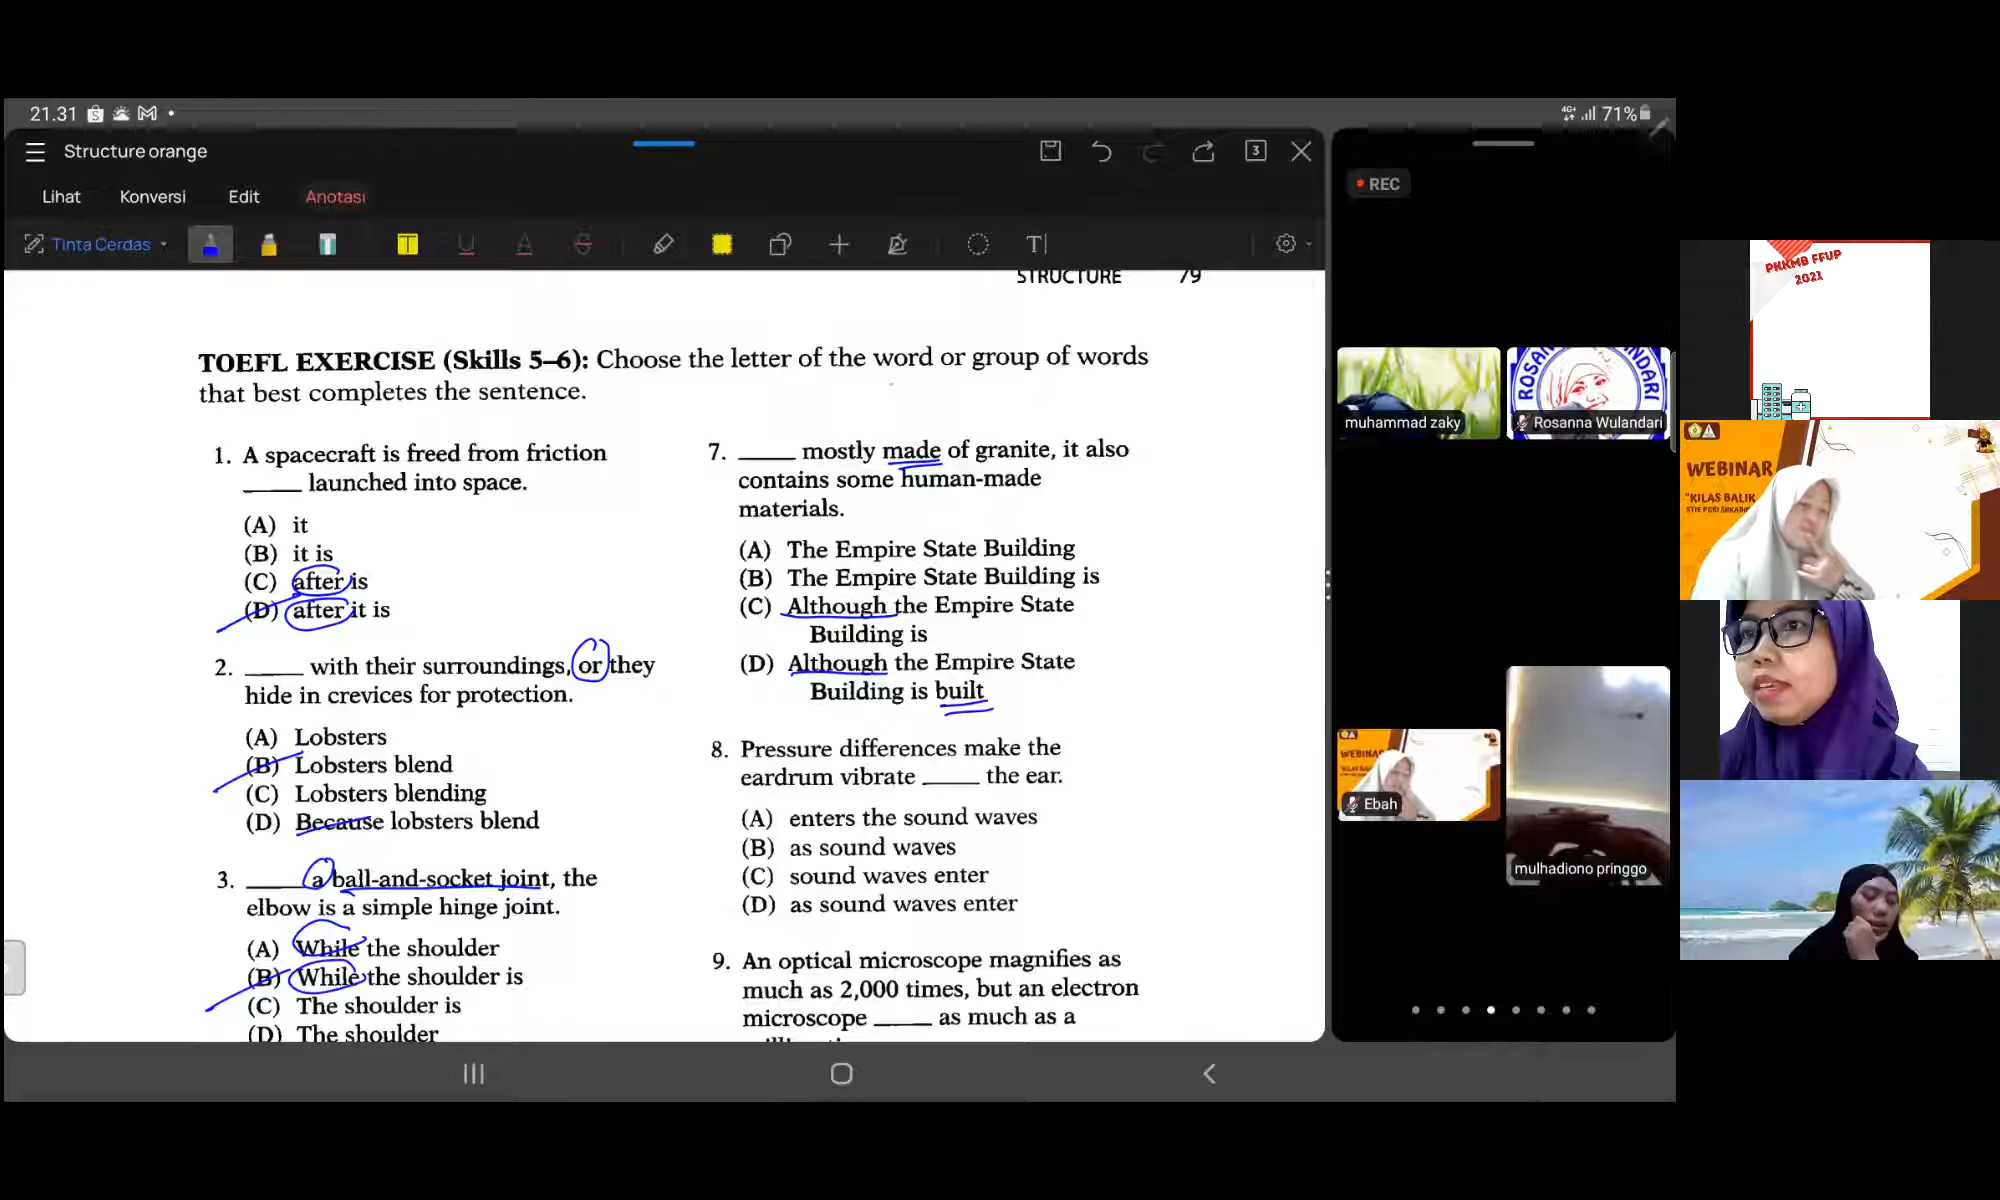 21.31
4G+ 71%
Structure orange
3
Lihat Konversi Edit Anotasi
Tinta Cerdas
STRUCTURE 79
TOEFL EXERCISE (Skills 5–6): Choose the letter of the word or group of words
that best completes the sentence.
1. A spacecraft is freed from friction
_____ launched into space.
(A) it
(B) it is
(C) after is
(D) after it is
2. _____ with their surroundings, or they
hide in crevices for protection.
(A) Lobsters
(B) Lobsters blend
(C) Lobsters blending
(D) Because lobsters blend
3. _____ a ball-and-socket joint, the
elbow is a simple hinge joint.
(A) While the shoulder
(B) While the shoulder is
(C) The shoulder is
(D) The shoulder
7. _____ mostly made of granite, it also
contains some human-made
materials.
(A) The Empire State Building
(B) The Empire State Building is
(C) Although the Empire State
Building is
(D) Although the Empire State
Building is built
8. Pressure differences make the
eardrum vibrate _____ the ear.
(A) enters the sound waves
(B) as sound waves
(C) sound waves enter
(D) as sound waves enter
9. An optical microscope magnifies as
much as 2,000 times, but an electron
microscope _____ as much as a
REC
muhammad zaky
Rosanna Wulandari
WEBINAR
Ebah
mulhadiono pringgo
PKKMB FFUP
2021
WEBINAR
"KILAS BALIK